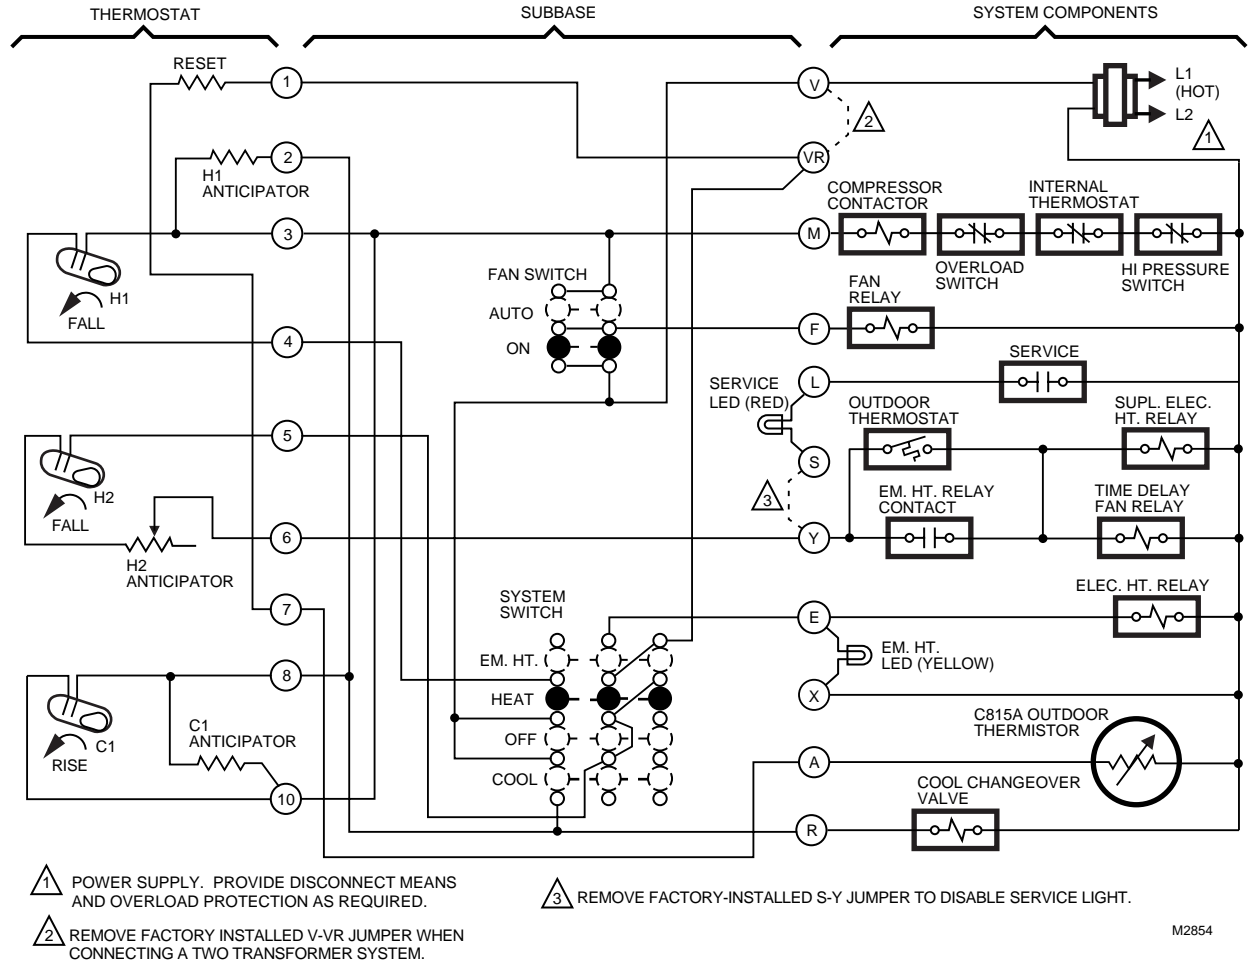 THERMOSTAT
SUBBASE
SYSTEM COMPONENTS
RESET
1
V
L1
(HOT)
L2
2
1
2
VR
H1
ANTICIPATOR
COMPRESSOR
CONTACTOR
INTERNAL
THERMOSTAT
3
M
H1
FALL
FAN SWITCH
AUTO
ON
OVERLOAD
SWITCH
HI PRESSURE
SWITCH
FAN
RELAY
4
F
SERVICE
SERVICE
LED (RED)
L
OUTDOOR
THERMOSTAT
SUPL. ELEC.
HT. RELAY
5
S
H2
FALL
3
EM. HT. RELAY
CONTACT
TIME DELAY
FAN RELAY
6
Y
H2
ANTICIPATOR
SYSTEM
SWITCH
ELEC. HT. RELAY
7
E
EM. HT.
EM. HT.
LED (YELLOW)
8
HEAT
X
C1
RISE
C1
ANTICIPATOR
OFF
C815A OUTDOOR
THERMISTOR
A
COOL
COOL CHANGEOVER
VALVE
10
R
1 POWER SUPPLY. PROVIDE DISCONNECT MEANS
AND OVERLOAD PROTECTION AS REQUIRED.
2 REMOVE FACTORY INSTALLED V-VR JUMPER WHEN
CONNECTING A TWO TRANSFORMER SYSTEM.
3 REMOVE FACTORY-INSTALLED S-Y JUMPER TO DISABLE SERVICE LIGHT.
M2854